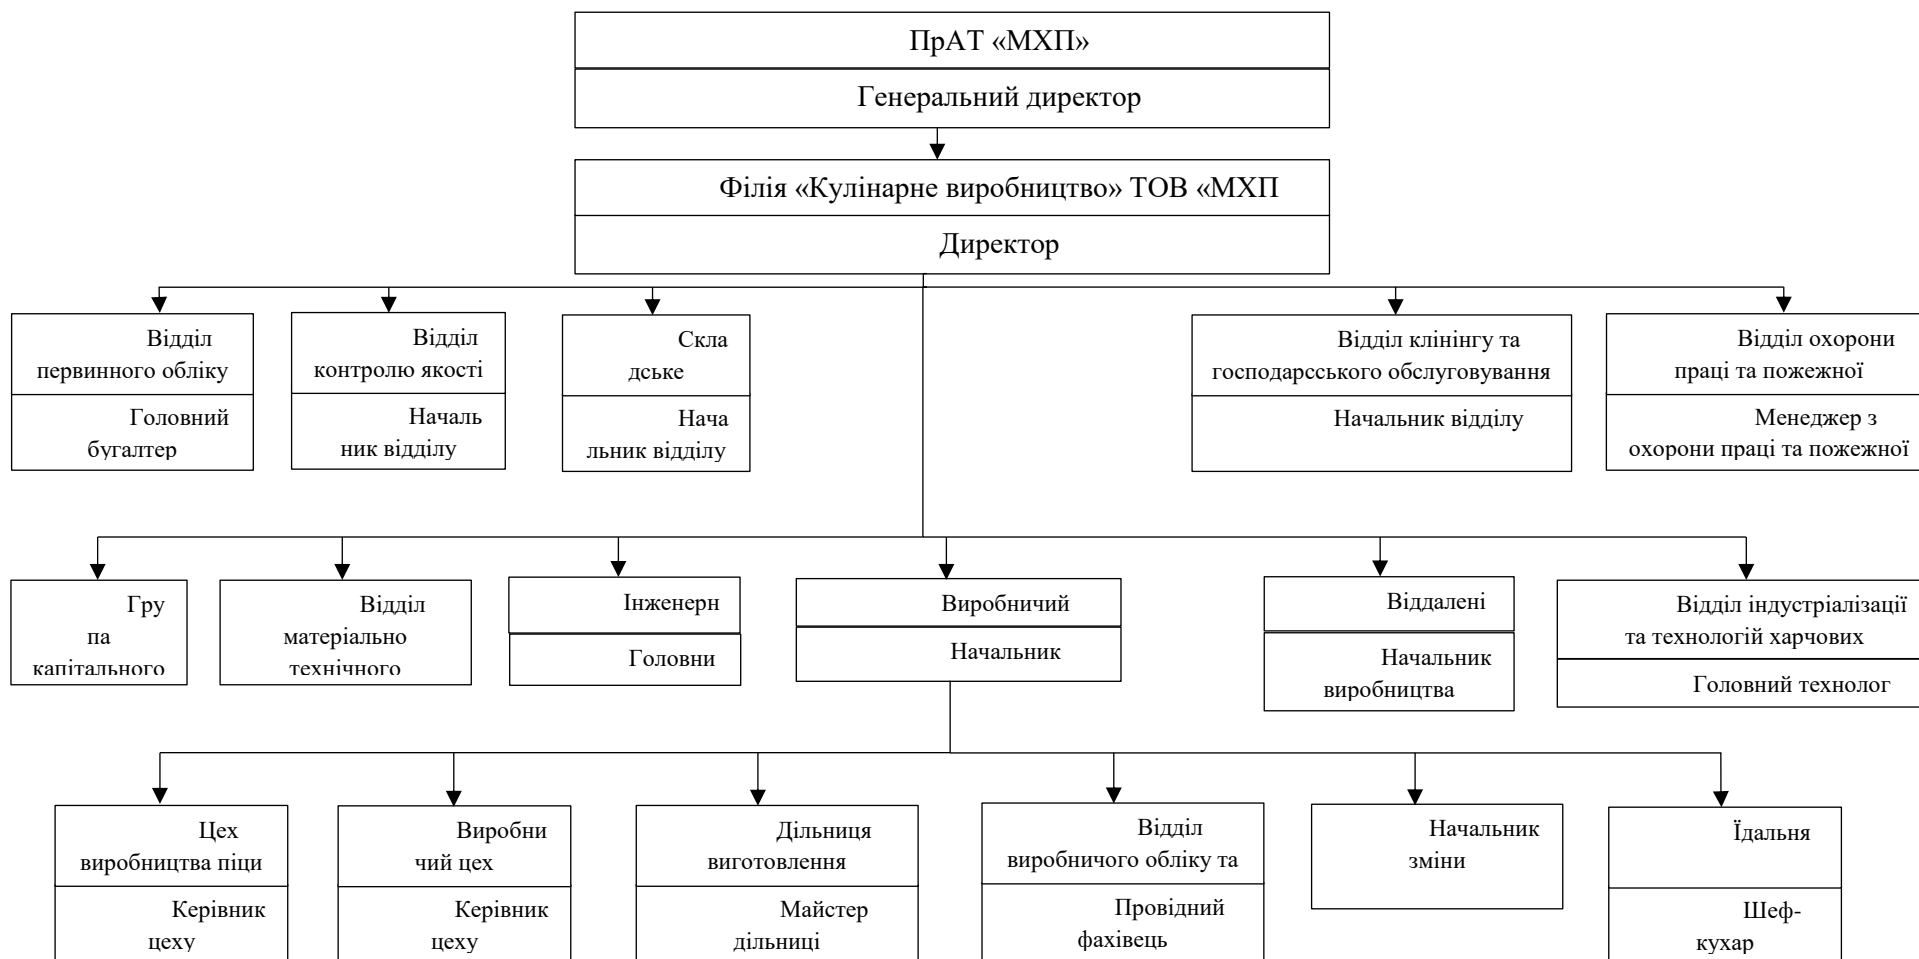 ПрАТ «МХП»
Генеральний директор
Філія «Кулінарне виробництво» ТОВ «МХП
Директор
Відділ
первинного обліку
Головний
бугалтер
Відділ
контролю якості
Началь
ник відділу
Скла
дське
Нача
льник відділу
Відділ клінінгу та
господарсського обслуговування
Начальник відділу
Відділ охорони
праці та пожежної
Менеджер з
охорони праці та пожежної
Гру
па
капітального
Відділ
матеріально
технічного
Інженерн
Головни
Виробничий
Начальник
Віддалені
Начальник
виробництва
Відділ індустріалізації
та технологій харчових
Головний технолог
Цех
виробництва піци
Керівник
цеху
Виробни
чий цех
Керівник
цеху
Дільниця
виготовлення
Майстер
дільниці
Відділ
виробничого обліку та
Провідний
фахівець
Начальник
зміни
Їдальня
Шеф-
кухар